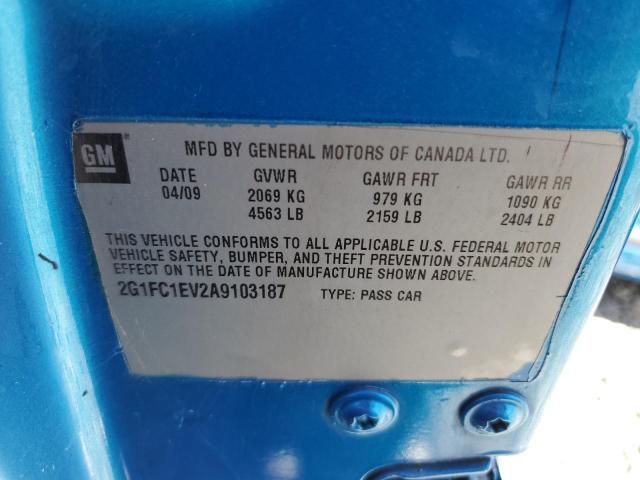 GM ®
MFD BY GENERAL MOTORS OF CANADA LTD.
DATE GVWR GAWR FRT GAWR RR
04/09 2069 KG 979 KG 1090 KG
4563 LB 2159 LB 2404 LB
THIS VEHICLE CONFORMS TO ALL APPLICABLE U.S. FEDERAL MOTOR
VEHICLE SAFETY, BUMPER, AND THEFT PREVENTION STANDARDS IN
EFFECT ON THE DATE OF MANUFACTURE SHOWN ABOVE.
2G1FC1EV2A9103187 TYPE: PASS CAR